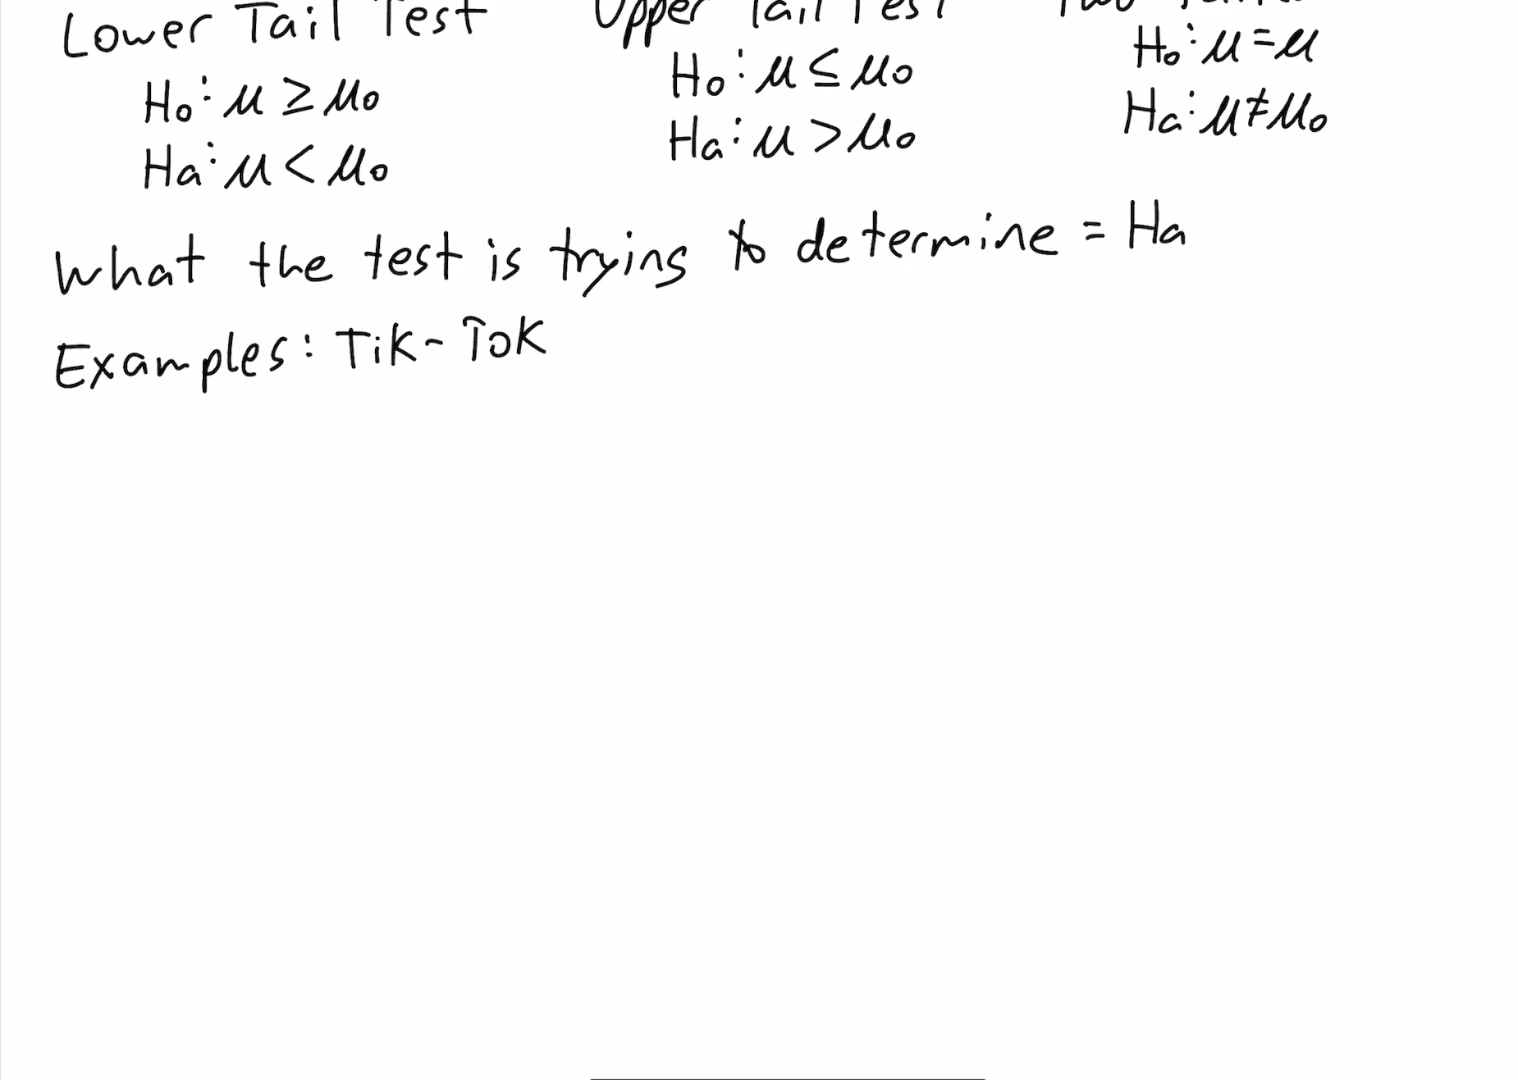 Lower Tail Test
Ho: μ ≥ μo
Ha: μ < μo
Upper Tail Test
Ho: μ ≤ μo
Ha: μ > μo
Two
Ho: μ = μ
Ha: μ ≠ μo
What the test is trying to determine = Ha
Examples: Tik-Tok